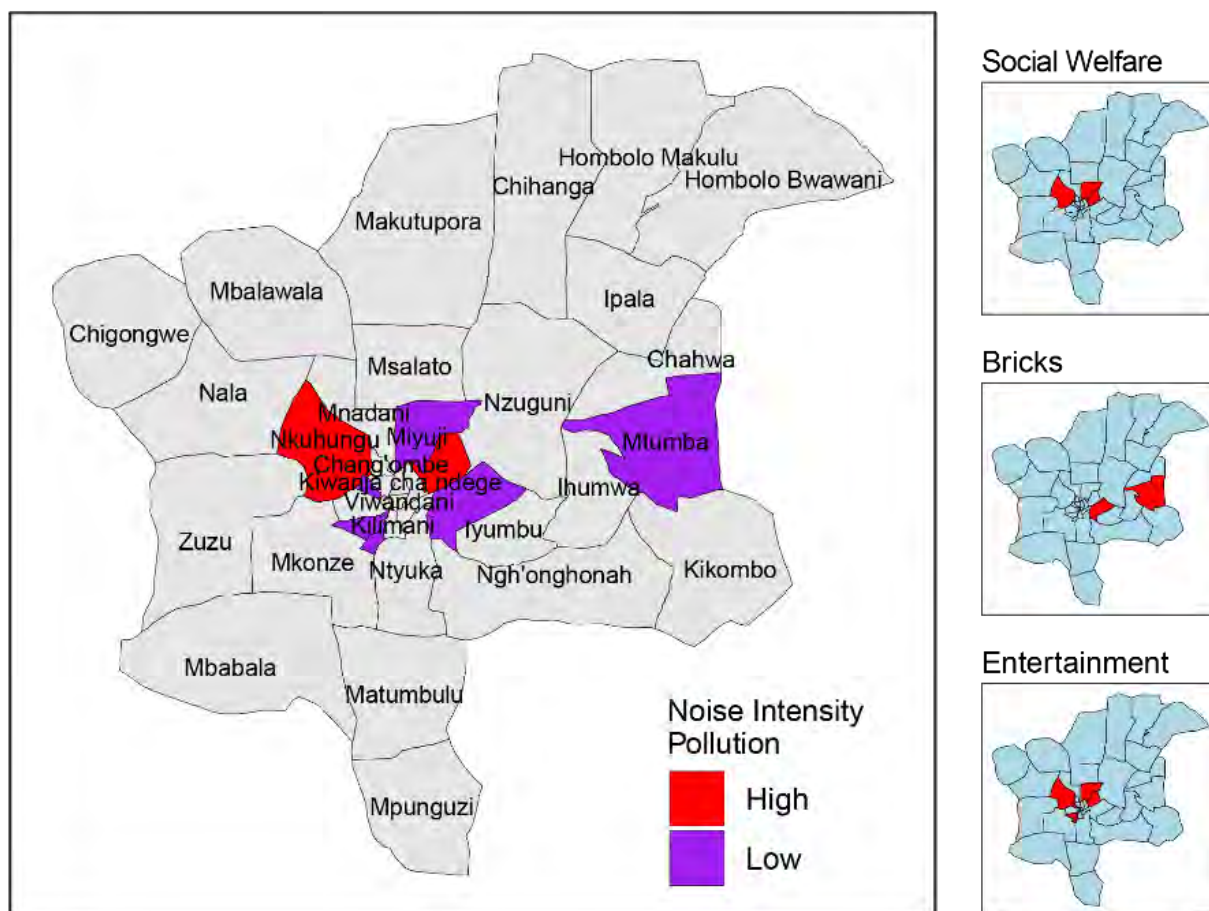 Hombolo Makulu
Chihanga
Hombolo Bwawani
Makutupora
Mbalawala
Ipala
Chigongwe
Msalato
Chahwa
Nala
Nzuguni
Mnadani
Nkuhungu
Miyuji
Mtumba
Chang'ombe
Kiwanja cha ndege
Ihumwa
Viwandani
Kilimani
Iyumbu
Zuzu
Mkonze
Ntyuka
Ngh'onghonah
Kikombo
Mbabala
Matumbulu
Mpunguzi
Noise Intensity
Pollution
High
Low
Social Welfare
Bricks
Entertainment